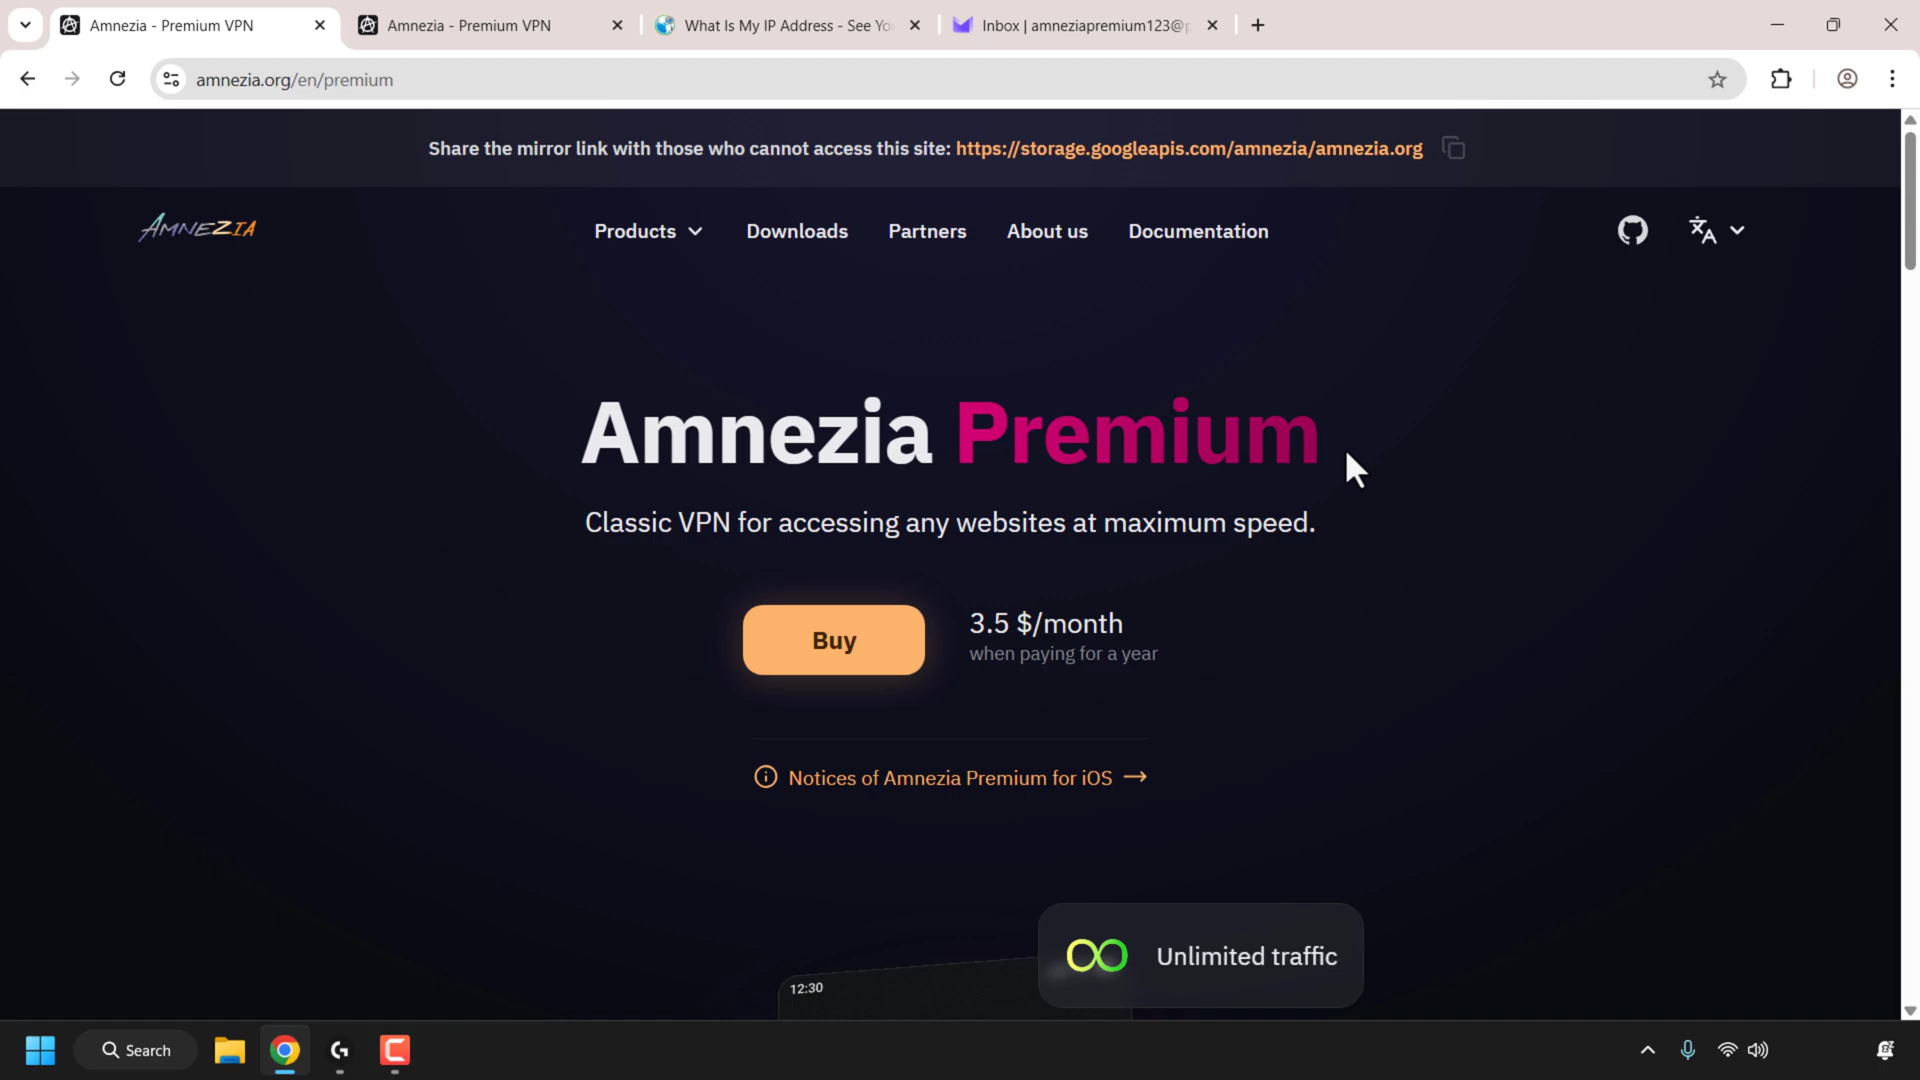 Amnezia - Premium VPN
Amnezia - Premium VPN
What Is My IP Address - See Yo
Inbox | amneziapremium123@p
amnezia.org/en/premium
Share the mirror link with those who cannot access this site: https://storage.googleapis.com/amnezia/amnezia.org
AMNEZIA
Products
Downloads
Partners
About us
Documentation
Amnezia Premium
Classic VPN for accessing any websites at maximum speed.
Buy
3.5 $/month
when paying for a year
Notices of Amnezia Premium for iOS →
Unlimited traffic
12:30
Search